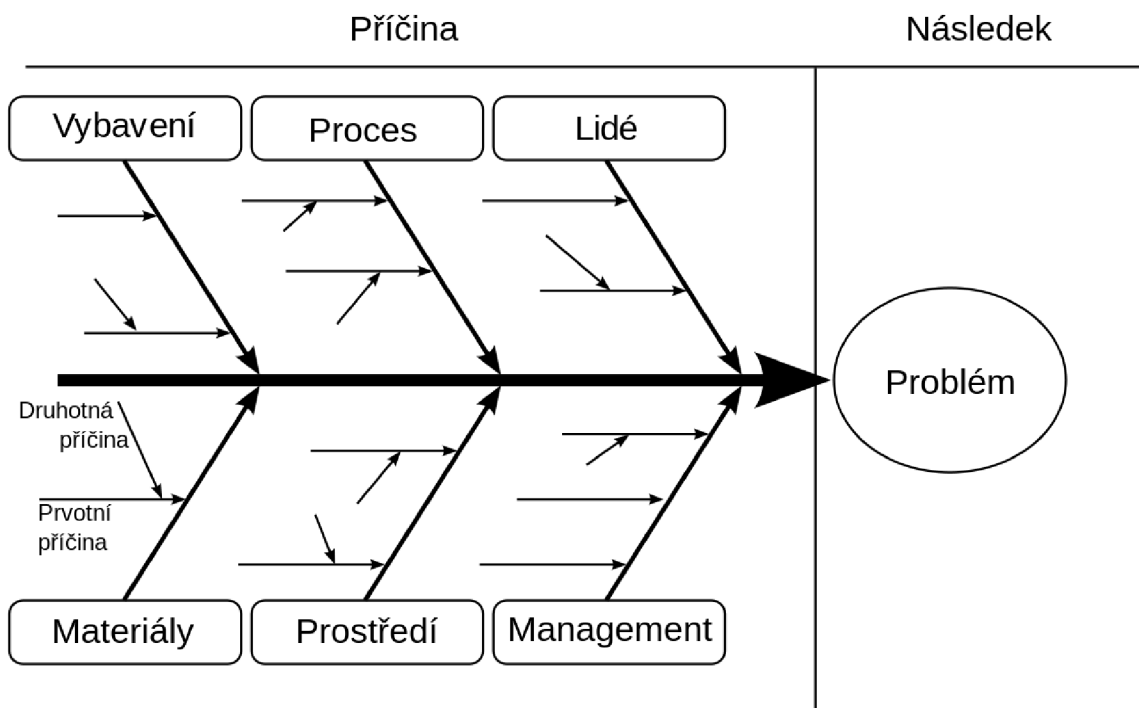 Příčina
Následek
Vybavení
Proces
Lidé
Problém
Druhotná
příčina
Prvotní
příčina
Materiály
Prostředí
Management